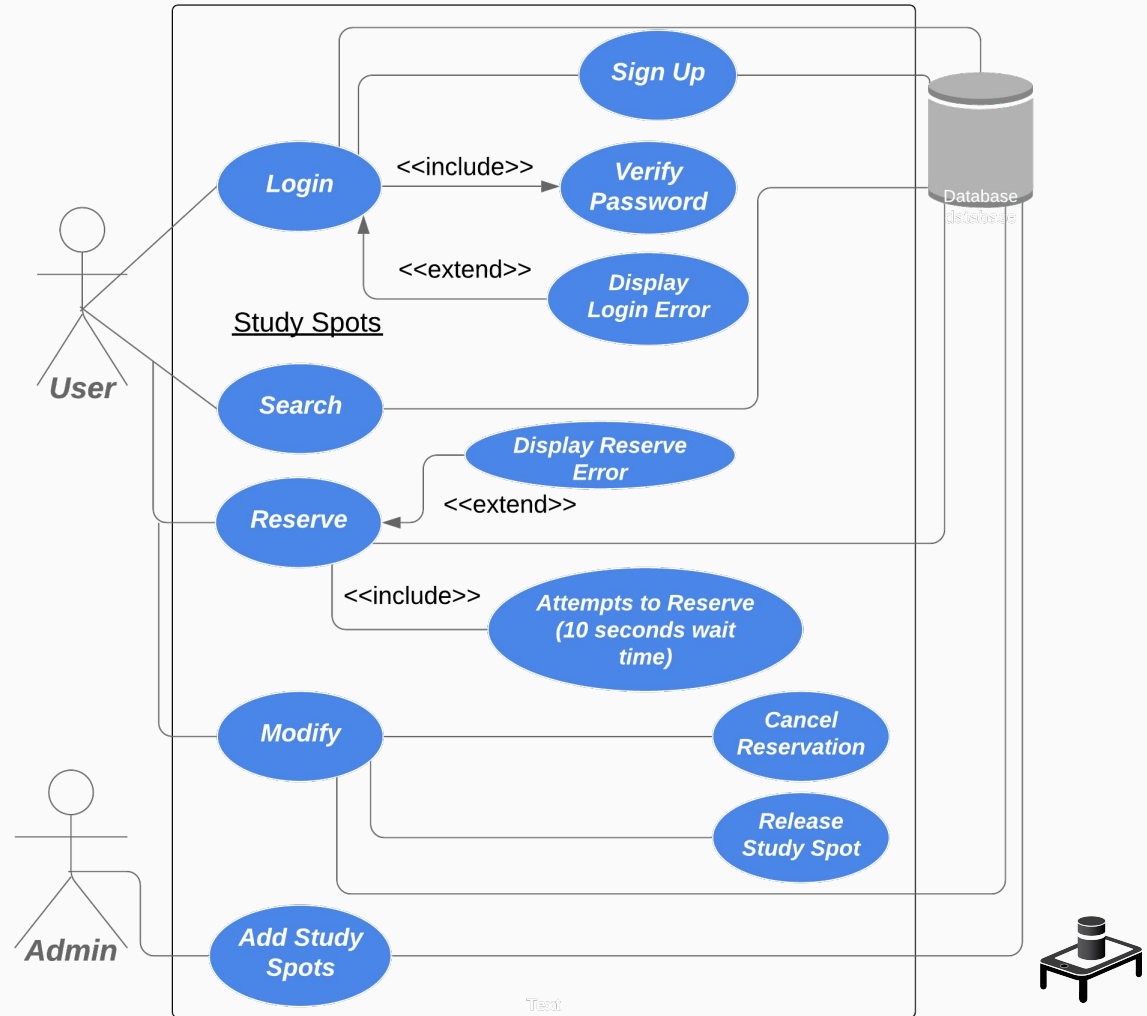 Sign Up
<<include>>
Verify
Password
Login
Database
database
<<extend>>
Display
Login Error
Study Spots
User
Search
Display Reserve
Error
<<extend>>
Reserve
<<include>>
Attempts to Reserve
(10 seconds wait
time)
Modify
Cancel
Reservation
Release
Study Spot
Admin
Add Study
Spots
Text